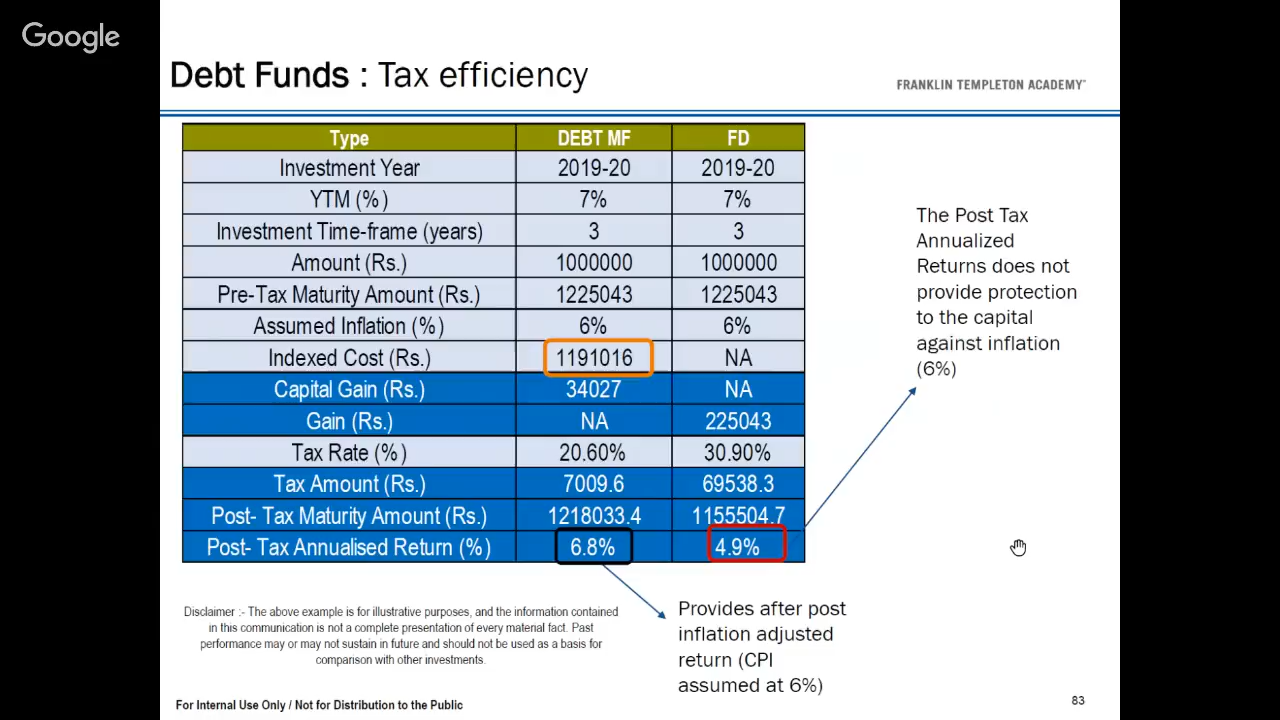 Google
Debt Funds : Tax efficiency
FRANKLIN TEMPLETON ACADEMY
Type DEBT MF FD
Investment Year 2019-20 2019-20
YTM (%) 7% 7%
Investment Time-frame (years) 3 3
Amount (Rs.) 1000000 1000000
Pre-Tax Maturity Amount (Rs.) 1225043 1225043
Assumed Inflation (%) 6% 6%
Indexed Cost (Rs.) 1191016 NA
Capital Gain (Rs.) 34027 NA
Gain (Rs.) NA 225043
Tax Rate (%) 20.60% 30.90%
Tax Amount (Rs.) 7009.6 69538.3
Post- Tax Maturity Amount (Rs.) 1218033.4 1155504.7
Post- Tax Annualised Return (%) 6.8% 4.9%
The Post Tax
Annualized
Returns does not
provide protection
to the capital
against inflation
(6%)
Provides after post
inflation adjusted
return (CPI
assumed at 6%)
Disclaimer :- The above example is for illustrative purposes, and the information contained
in this communication is not a complete presentation of every material fact. Past
performance may or may not sustain in future and should not be used as a basis for
comparison with other investments.
For Internal Use Only / Not for Distribution to the Public
83